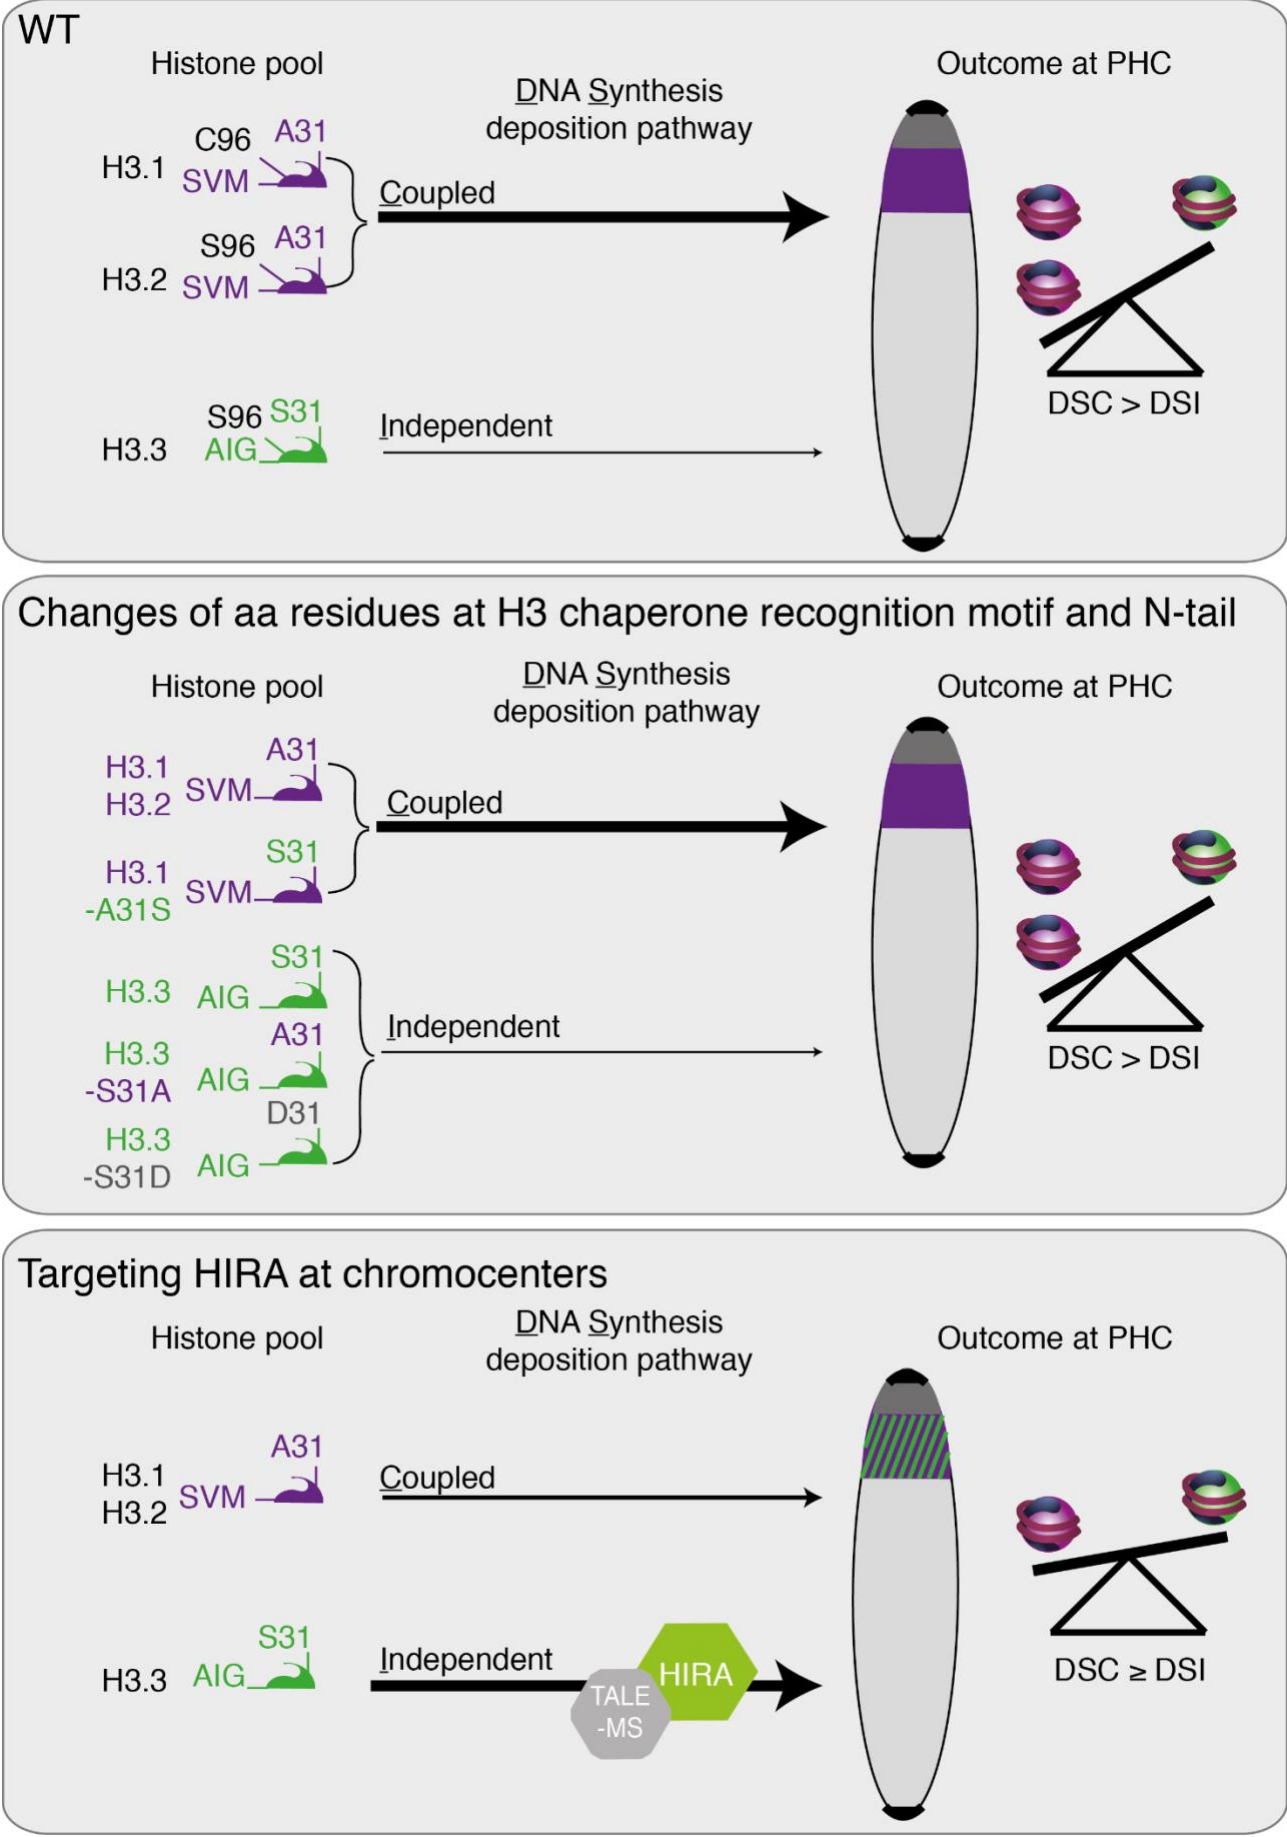 WT
Histone pool
DNA Synthesis
deposition pathway
Outcome at PHC
H3.1
C96
A31
SVM
H3.2
S96
A31
SVM
Coupled
H3.3
S96
S31
AIG
Independent
DSC > DSI
Changes of aa residues at H3 chaperone recognition motif and N-tail
Histone pool
DNA Synthesis
deposition pathway
Outcome at PHC
H3.1
H3.2
A31
SVM
H3.1
-A31S
S31
SVM
Coupled
H3.3
S31
AIG
H3.3
-S31A
A31
AIG
H3.3
-S31D
D31
AIG
Independent
DSC > DSI
Targeting HIRA at chromocenters
Histone pool
DNA Synthesis
deposition pathway
Outcome at PHC
H3.1
H3.2
A31
SVM
Coupled
H3.3
S31
AIG
Independent
HIRA
TALE
-MS
DSC ≥ DSI